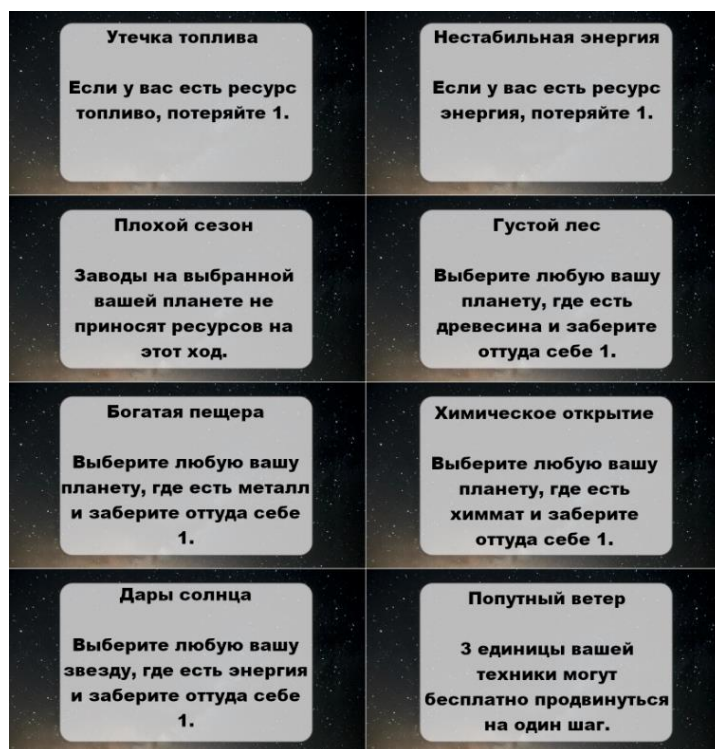 Утечка топлива
Если у вас есть ресурс
топливо, потеряйте 1.
Нестабильная энергия
Если у вас есть ресурс
энергия, потеряйте 1.
Плохой сезон
Заводы на выбранной
вашей планете не
приносят ресурсов на
этот ход.
Густой лес
Выберите любую вашу
планету, где есть
древесина и заберите
оттуда себе 1.
Богатая пещера
Выберите любую вашу
планету, где есть металл
и заберите оттуда себе
1.
Химическое открытие
Выберите любую вашу
планету, где есть
химмат и заберите
оттуда себе 1.
Дары солнца
Выберите любую вашу
звезду, где есть энергия
и заберите оттуда себе
1.
Попутный ветер
3 единицы вашей
техники могут
бесплатно продвинуться
на один шаг.